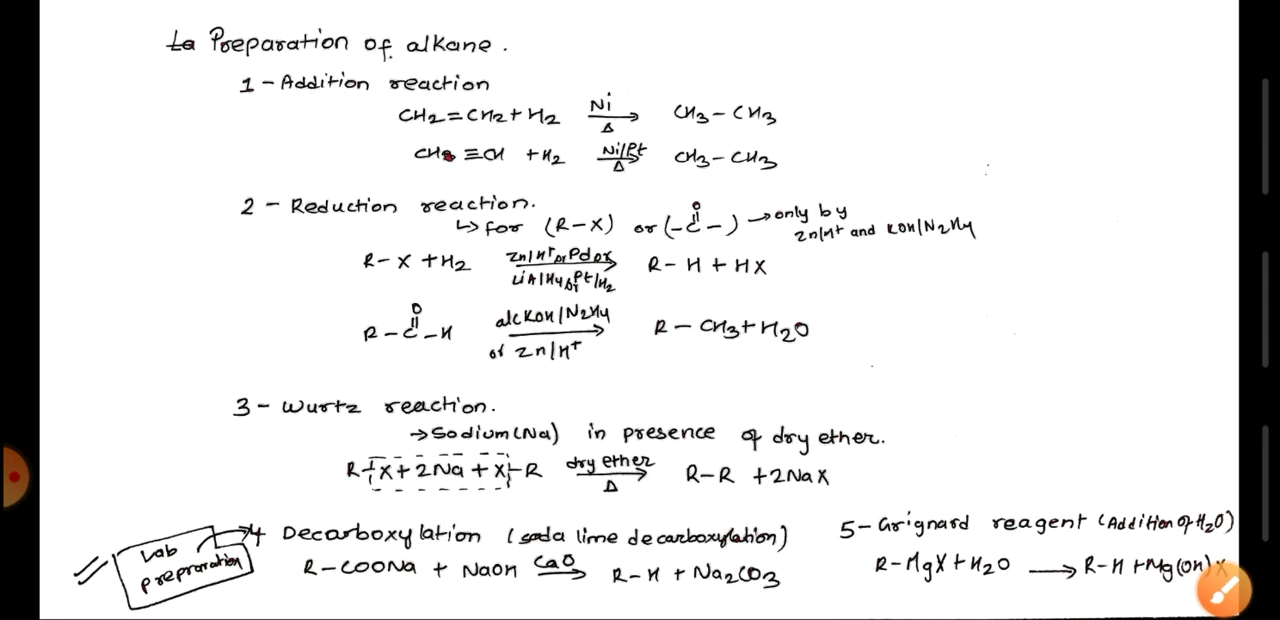 Preparation of alkane.
1 - Addition reaction
CH2=CH2+H2 Ni Δ → CH3-CH3
CH≡CH +H2 Ni/Pt Δ → CH3-CH3
2 - Reduction reaction.
↳ for (R-X) or (-C-) O → only by
Zn/H+ and KOH/N2H4
R-X+H2 Zn/H+ or Pd or LiAlH4 or Pt/H2 → R-H+HX
O
R-C-H alc KOH/N2H4 or Zn/H+ → R-CH3+H2O
3 - Wurtz reaction.
→ Sodium (Na) in presence of dry ether.
R-X+2Na+X-R dry ether Δ → R-R +2NaX
Lab prepraration
4 Decarboxylation (soda lime decarboxylation)
R-COONa + NaOH CaO → R-H + Na2CO3
5 - Grignard reagent (Addition of H2O)
R-MgX+H2O → R-H+Mg(OH)X